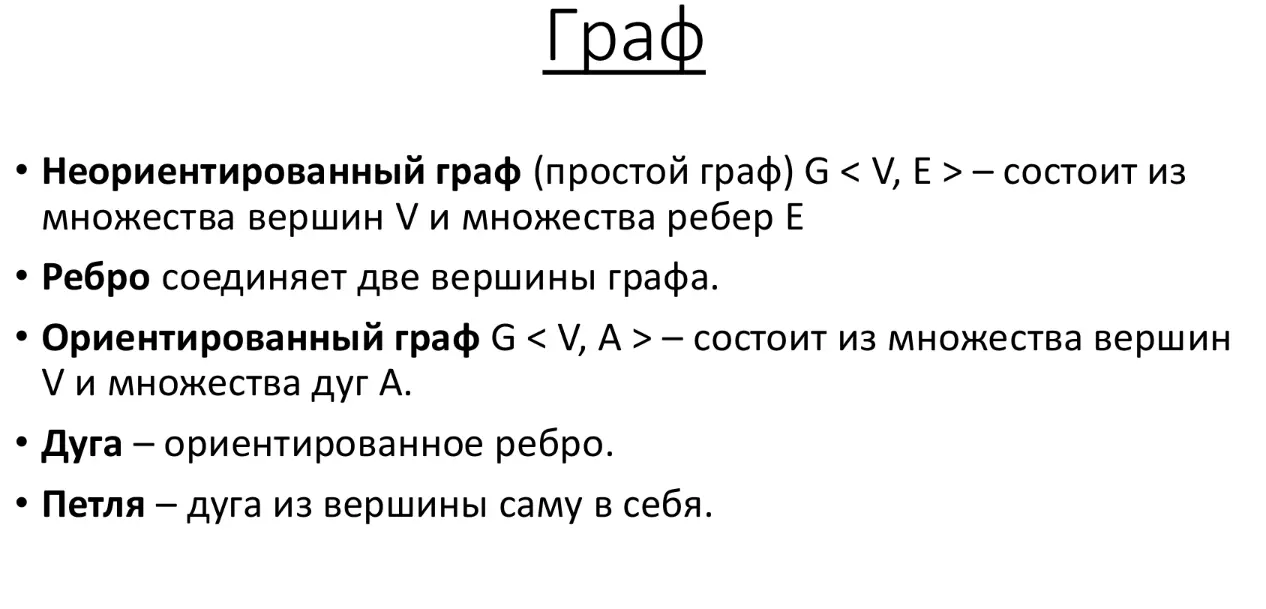 Граф
• Неориентированный граф (простой граф) G < V, E > – состоит из
множества вершин V и множества ребер E
• Ребро соединяет две вершины графа.
• Ориентированный граф G < V, A > – состоит из множества вершин
V и множества дуг A.
• Дуга – ориентированное ребро.
• Петля – дуга из вершины саму в себя.